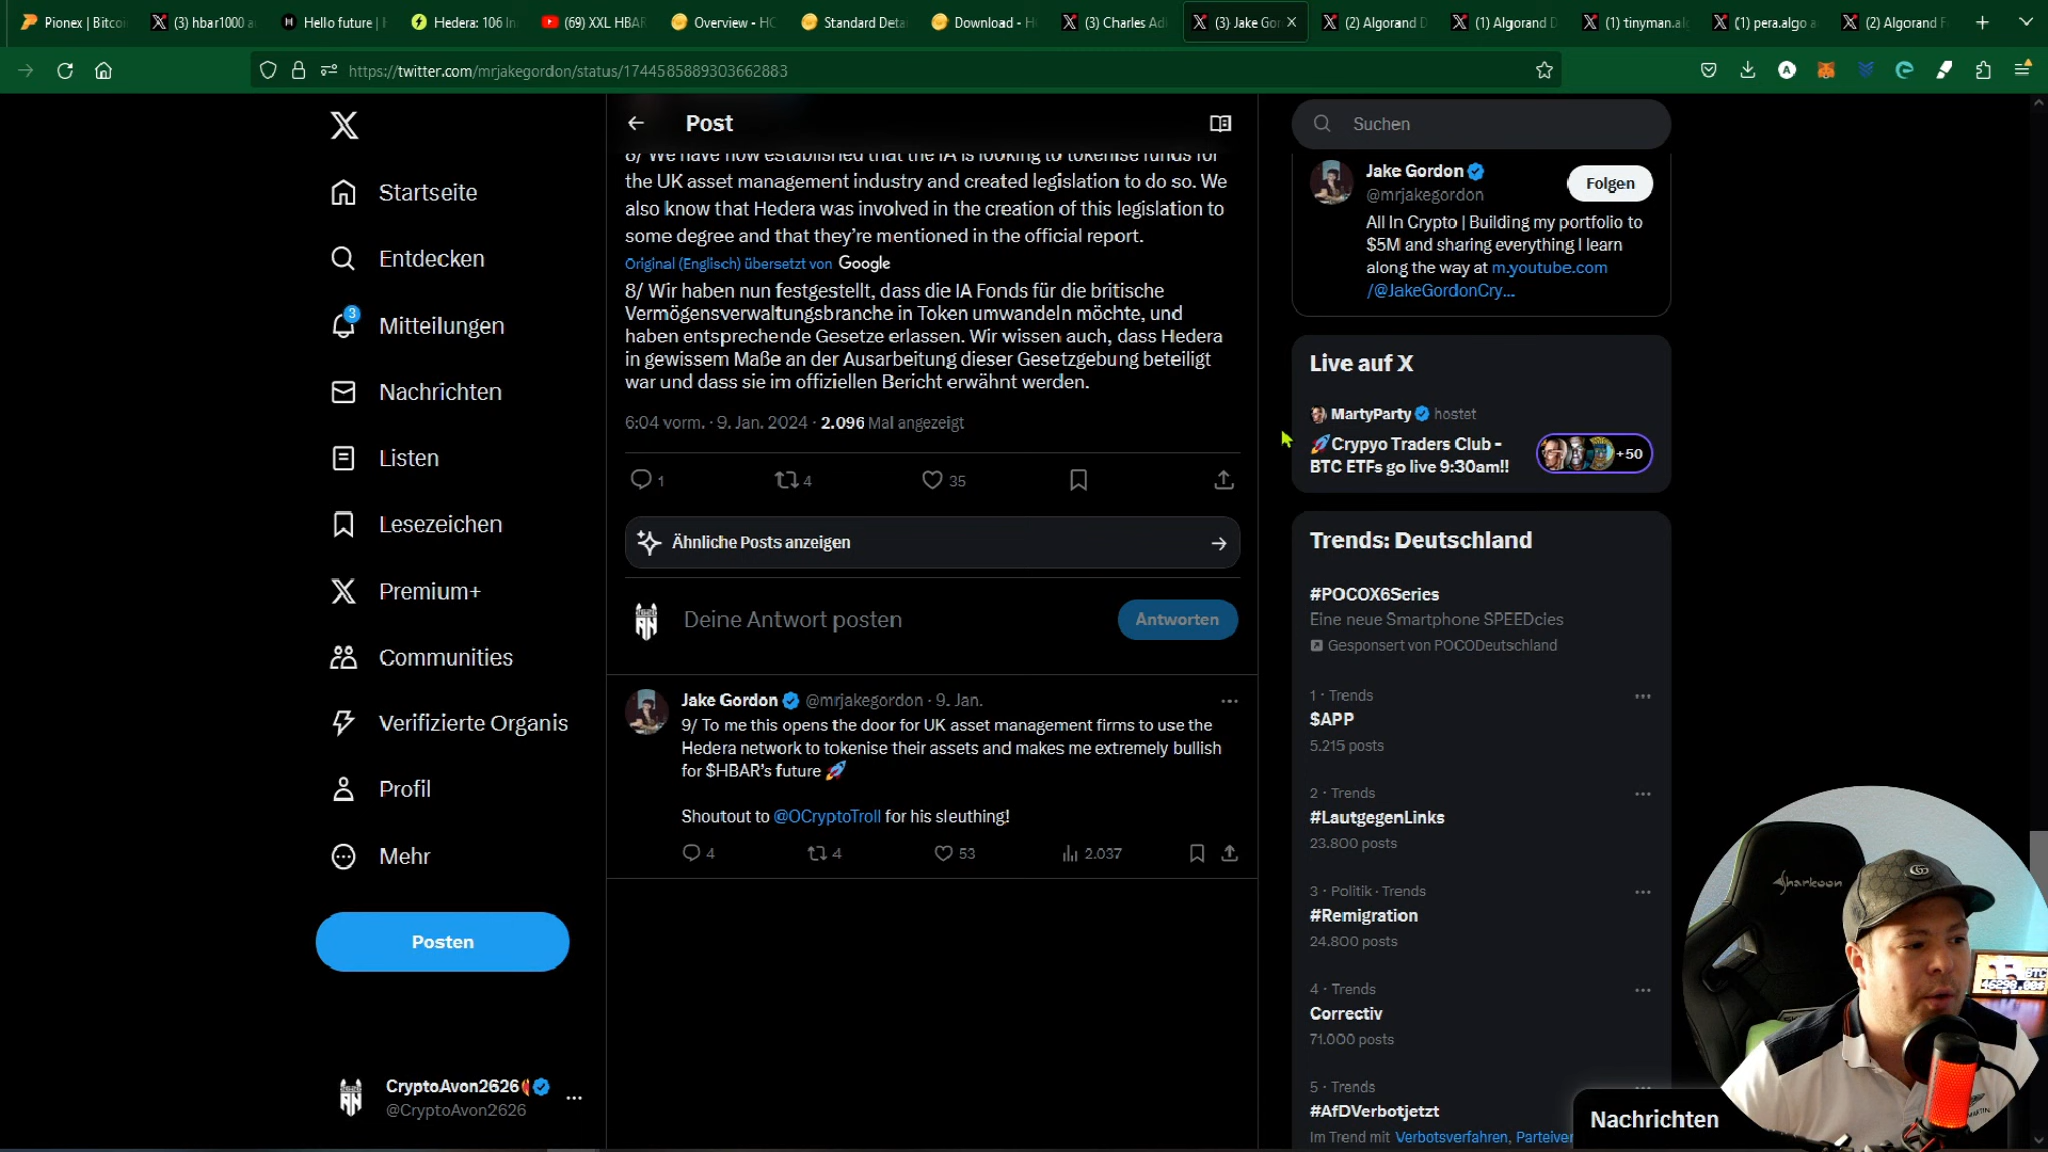 Pionex | Bitcoi
(3) hbar1000 au
Hello future | H
Hedera: 106 In
(69) XXL HBAR
Overview - HC
Standard Deta
Download - H
(3) Charles Ad
(3) Jake Gor
(2) Algorand D
(1) Algorand D
(1) tinyman.al
(1) pera.algo a
(2) Algorand F
https://twitter.com/mrjakegordon/status/1744585889303662883
Startseite
Entdecken
3
Mitteilungen
Nachrichten
Listen
Lesezeichen
Premium+
Communities
Verifizierte Organis
Profil
Mehr
Posten
CryptoAvon2626
@CryptoAvon2626
Post
8/ We have now established that the IA is looking to tokenise funds for
the UK asset management industry and created legislation to do so. We
also know that Hedera was involved in the creation of this legislation to
some degree and that they're mentioned in the official report.
Original (Englisch) übersetzt von Google
8/ Wir haben nun festgestellt, dass die IA Fonds für die britische
Vermögensverwaltungsbranche in Token umwandeln möchte, und
haben entsprechende Gesetze erlassen. Wir wissen auch, dass Hedera
in gewissem Maße an der Ausarbeitung dieser Gesetzgebung beteiligt
war und dass sie im offiziellen Bericht erwähnt werden.
6:04 vorm. · 9. Jan. 2024 · 2.096 Mal angezeigt
1 4 35
Ähnliche Posts anzeigen
Deine Antwort posten
Antworten
Jake Gordon @mrjakegordon · 9. Jan.
9/ To me this opens the door for UK asset management firms to use the
Hedera network to tokenise their assets and makes me extremely bullish
for $HBAR's future 🚀
Shoutout to @OCryptoTroll for his sleuthing!
4 4 53 2.037
Suchen
Jake Gordon
@mrjakegordon
Folgen
All In Crypto | Building my portfolio to
$5M and sharing everything I learn
along the way at m.youtube.com
/@JakeGordonCry...
Live auf X
MartyParty hostet
🚀Crypyo Traders Club -
BTC ETFs go live 9:30am!!
+50
Trends: Deutschland
#POCOX6Series
Eine neue Smartphone SPEEDcies
Gesponsert von POCODeutschland
1 · Trends
$APP
5.215 posts
2 · Trends
#LautgegenLinks
23.800 posts
3 · Politik · Trends
#Remigration
24.800 posts
4 · Trends
Correctiv
71.000 posts
5 · Trends
#AfDVerbotjetzt
Im Trend mit Verbotsverfahren, Parteiver
Nachrichten
Sharkoon
BTC
46290.00$